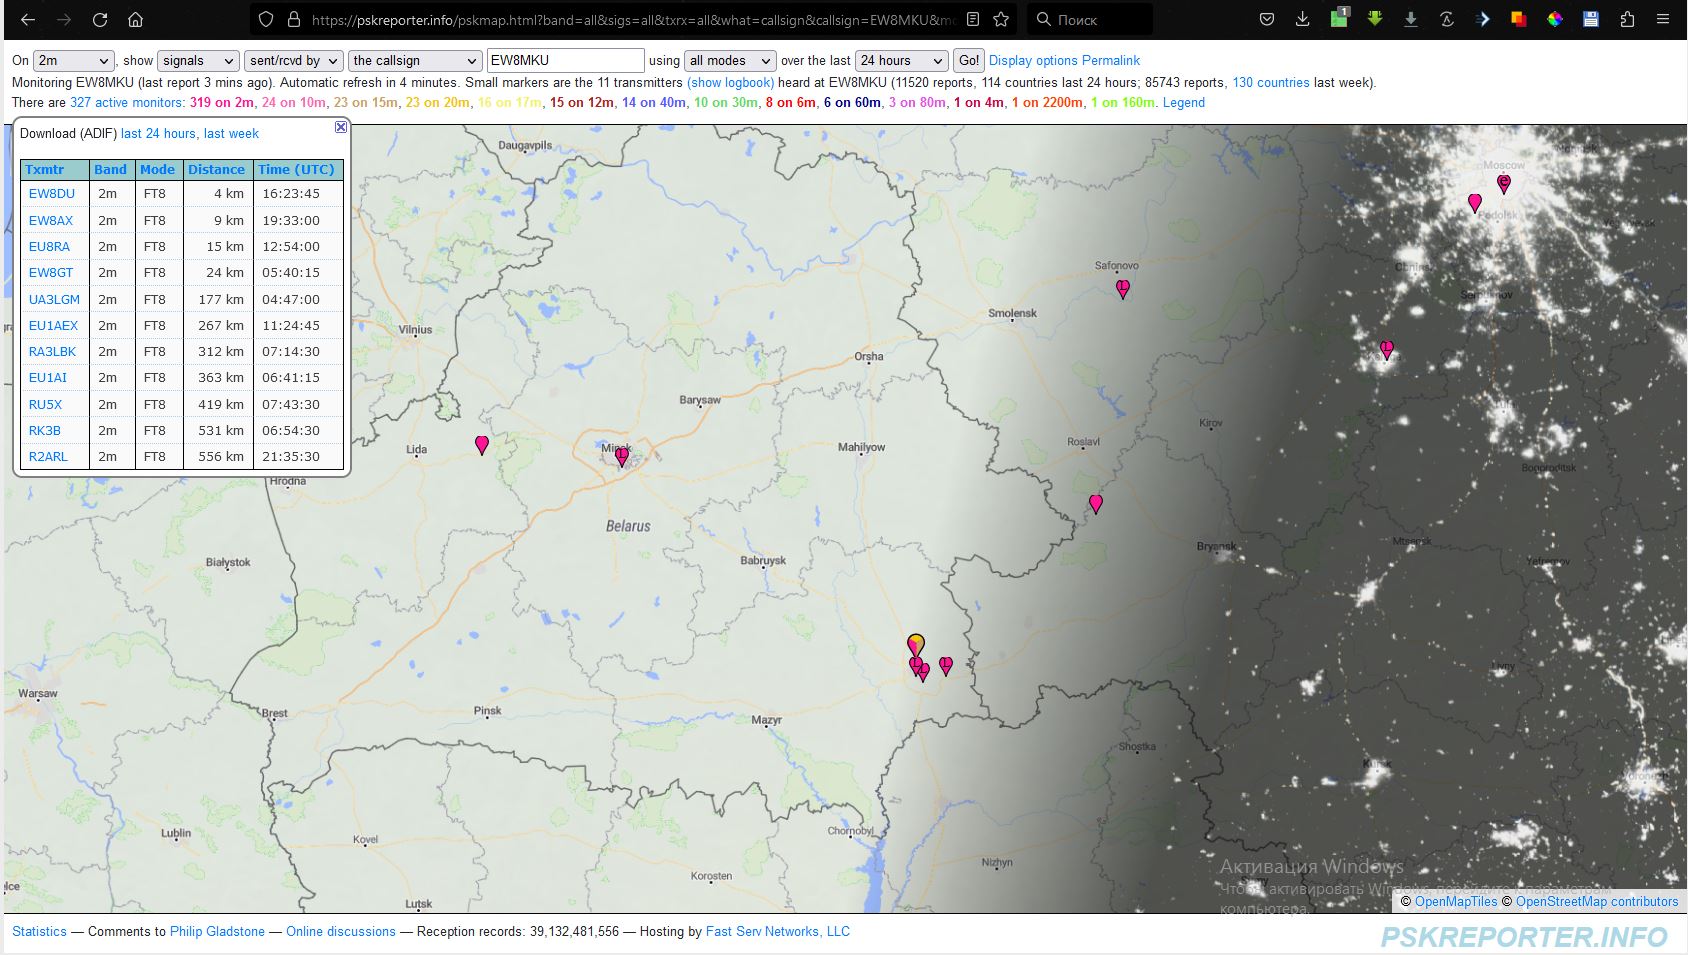 https://pskreporter.info/pskmap.html?band=all&sigs=all&txrx=all&what=callsign&callsign=EW8MKU&m
Поиск
1
On 2m, show signals sent/rcvd by the callsign EW8MKU using all modes over the last 24 hours Go! Display options Permalink
Monitoring EW8MKU (last report 3 mins ago). Automatic refresh in 4 minutes. Small markers are the 11 transmitters (show logbook) heard at EW8MKU (11520 reports, 114 countries last 24 hours; 85743 reports, 130 countries last week).
There are 327 active monitors: 319 on 2m, 24 on 10m, 23 on 15m, 23 on 20m, 16 on 17m, 15 on 12m, 14 on 40m, 10 on 30m, 8 on 6m, 6 on 60m, 3 on 80m, 1 on 4m, 1 on 2200m, 1 on 160m. Legend
Download (ADIF) last 24 hours, last week
Txmtr Band Mode Distance Time (UTC)
EW8DU 2m FT8 4 km 16:23:45
EW8AX 2m FT8 9 km 19:33:00
EU8RA 2m FT8 15 km 12:54:00
EW8GT 2m FT8 24 km 05:40:15
UA3LGM 2m FT8 177 km 04:47:00
EU1AEX 2m FT8 267 km 11:24:45
RA3LBK 2m FT8 312 km 07:14:30
EU1AI 2m FT8 363 km 06:41:15
RU5X 2m FT8 419 km 07:43:30
RK3B 2m FT8 531 km 06:54:30
R2ARL 2m FT8 556 km 21:35:30
Daugavpils
Moscow
Podolsk
Safonovo
Serpukhov
Smolensk
Vilnius
Orsha
Barysaw
Kirov
Roslavl
Mahilyow
Lida
Minsk
Bogoroditsk
Hrodna
Belarus
Mtsensk
Bryansk
Yefremov
Babruysk
Białystok
Livny
Warsaw
Pinsk
Brest
Mazyr
Shostka
Kursk
Voronezh
Lublin
Chornobyl
Kovel
Nizhyn
Korosten
Lutsk
Активация Windows
Чтобы активировать Windows, перейдите к параметрам
компьютера.
© OpenMapTiles © OpenStreetMap contributors
Statistics — Comments to Philip Gladstone — Online discussions — Reception records: 39,132,481,556 — Hosting by Fast Serv Networks, LLC
PSKREPORTER.INFO